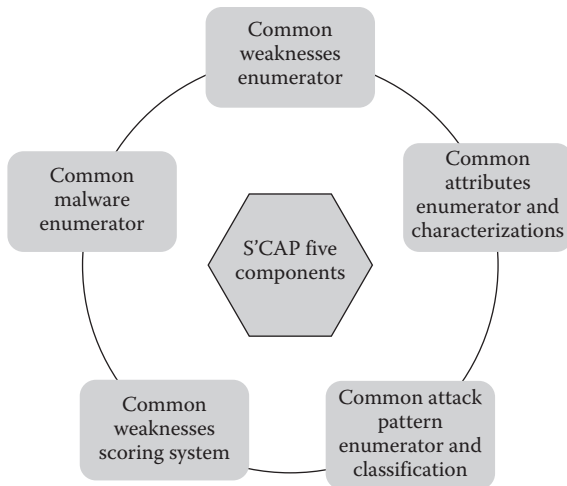 Common
weaknesses
enumerator
Common
malware
enumerator
Common
attributes
enumerator and
characterizations
S'CAP five
components
Common
weaknesses
scoring system
Common attack
pattern
enumerator and
classification